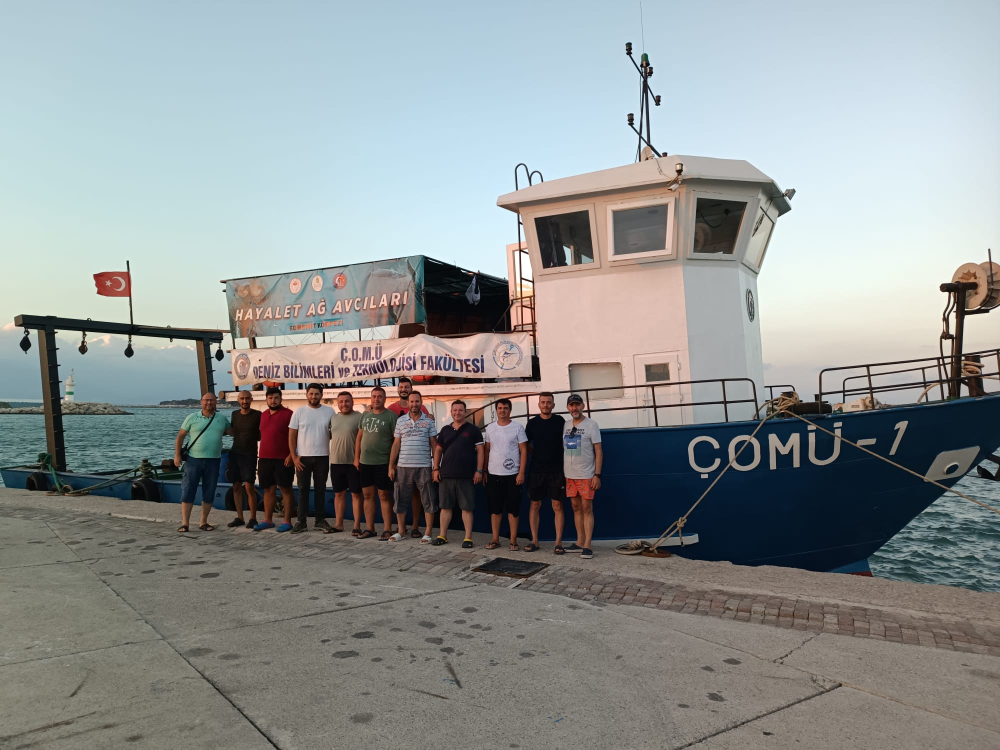 HAYALET AĞ AVCILARI
EDREMİT KÖRFEZİ
Ç.O.M.Ü
DENİZ BİLİMLERİ ve TEKNOLOJİSİ FAKÜLTESİ
ÇOMÜ-1